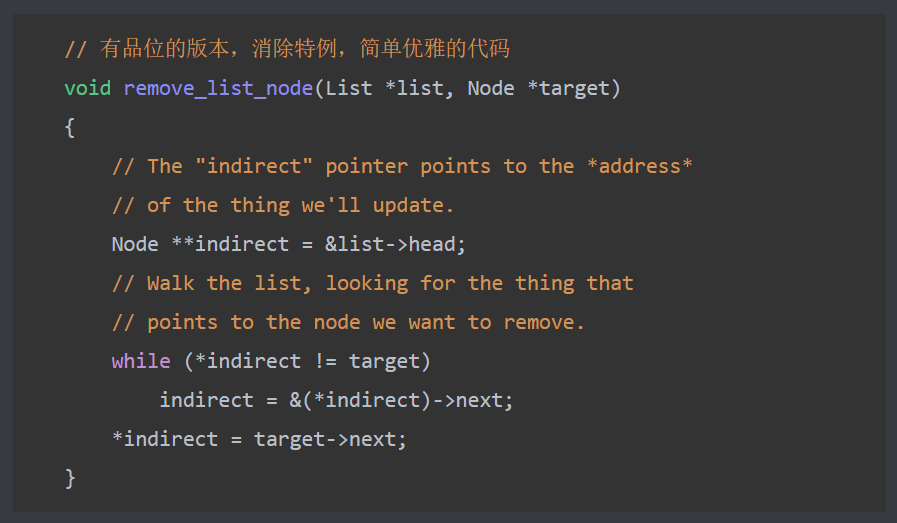 // 有品位的版本，消除特例，简单优雅的代码
void remove_list_node(List *list, Node *target)
{
// The "indirect" pointer points to the *address*
// of the thing we'll update.
Node **indirect = &list->head;
// Walk the list, looking for the thing that
// points to the node we want to remove.
while (*indirect != target)
indirect = &(*indirect)->next;
*indirect = target->next;
}